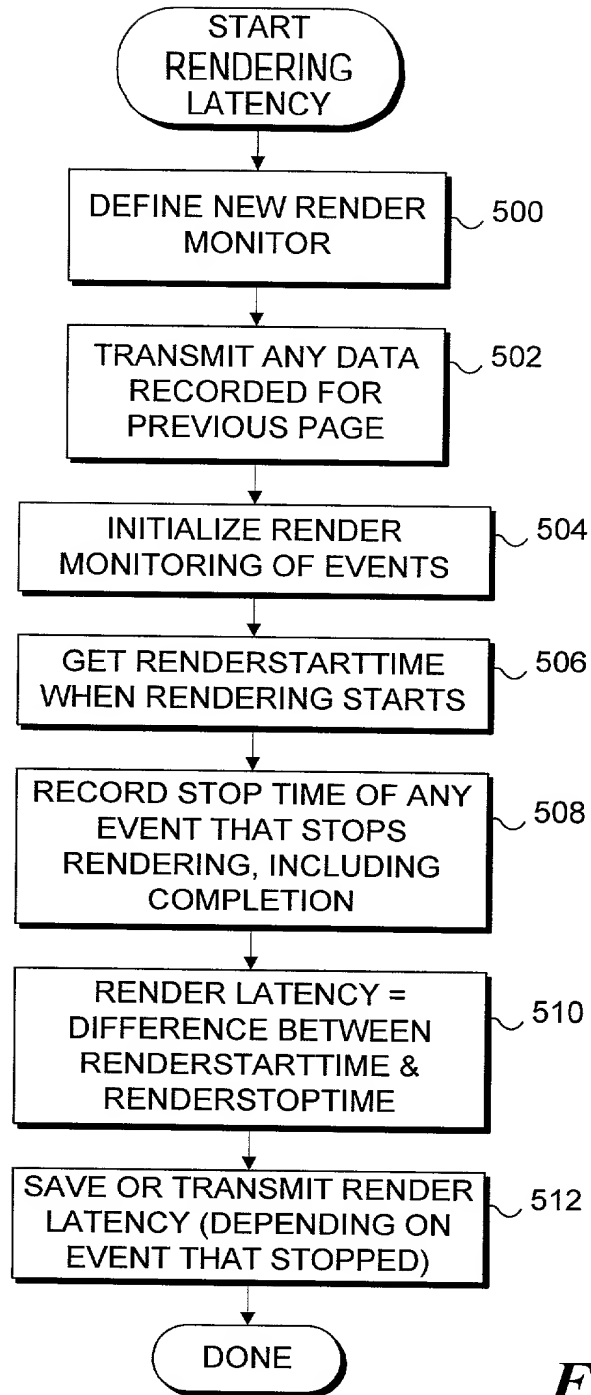 START
RENDERING
LATENCY
DEFINE NEW RENDER
MONITOR
500
TRANSMIT ANY DATA
RECORDED FOR
PREVIOUS PAGE
502
INITIALIZE RENDER
MONITORING OF EVENTS
504
GET RENDERSTARTTIME
WHEN RENDERING STARTS
506
RECORD STOP TIME OF ANY
EVENT THAT STOPS
RENDERING, INCLUDING
COMPLETION
508
RENDER LATENCY =
DIFFERENCE BETWEEN
RENDERSTARTTIME &
RENDERSTOPTIME
510
SAVE OR TRANSMIT RENDER
LATENCY (DEPENDING ON
EVENT THAT STOPPED)
512
DONE
F